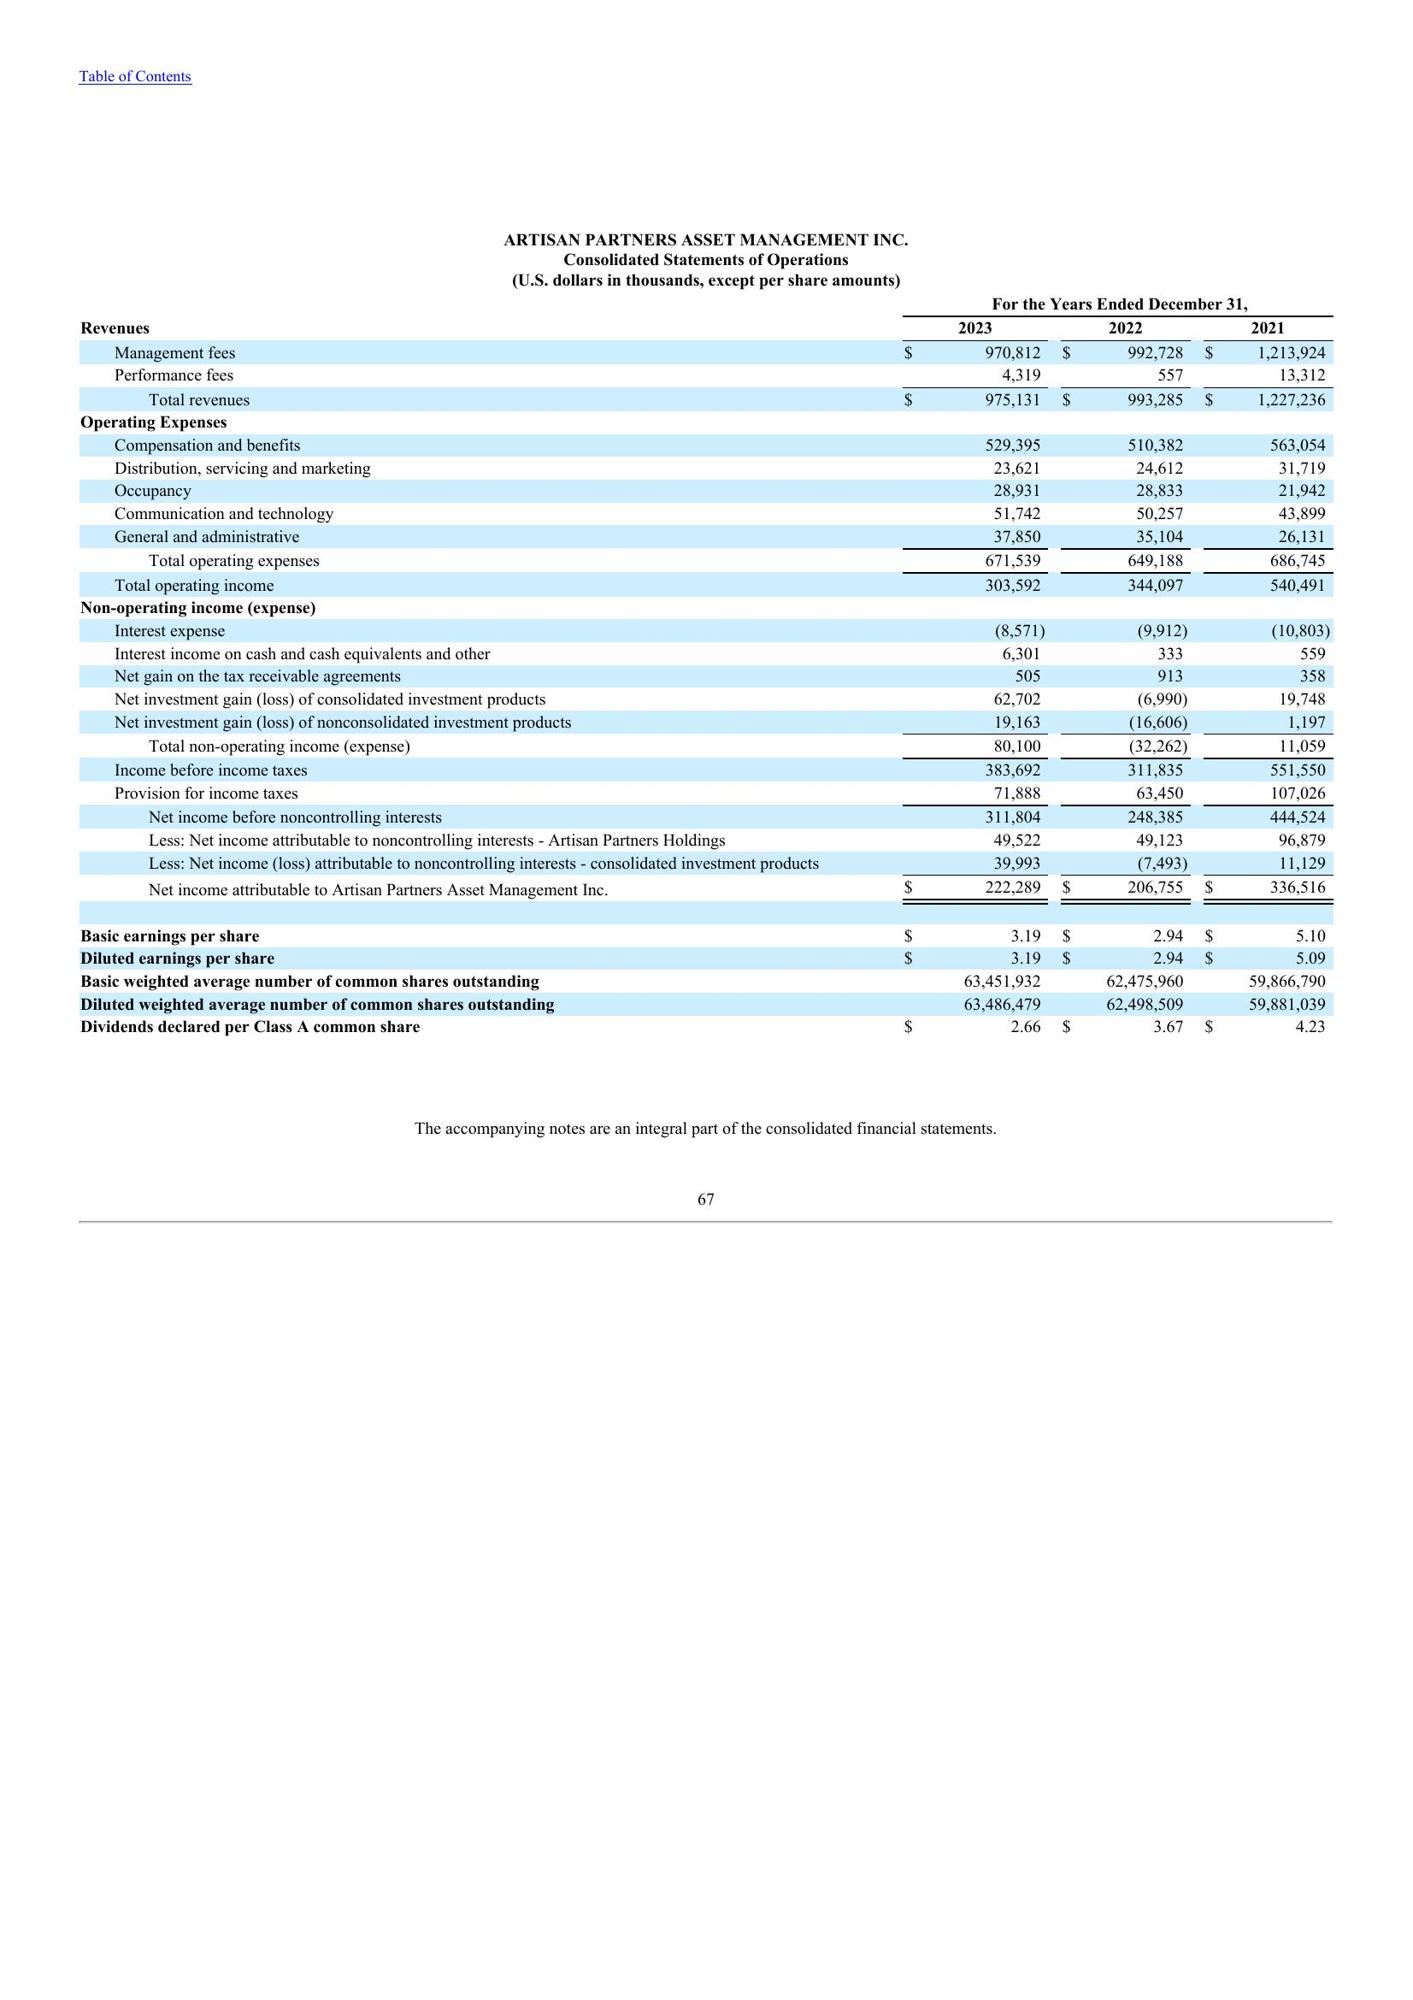 Table of Contents
ARTISAN PARTNERS ASSET MANAGEMENT INC.
Consolidated Statements of Operations
(U.S. dollars in thousands, except per share amounts)
For the Years Ended December 31,
Revenues 2023 2022 2021
Management fees $ 970,812 $ 992,728 $ 1,213,924
Performance fees 4,319 557 13,312
Total revenues $ 975,131 $ 993,285 $ 1,227,236
Operating Expenses
Compensation and benefits 529,395 510,382 563,054
Distribution, servicing and marketing 23,621 24,612 31,719
Occupancy 28,931 28,833 21,942
Communication and technology 51,742 50,257 43,899
General and administrative 37,850 35,104 26,131
Total operating expenses 671,539 649,188 686,745
Total operating income 303,592 344,097 540,491
Non-operating income (expense)
Interest expense (8,571) (9,912) (10,803)
Interest income on cash and cash equivalents and other 6,301 333 559
Net gain on the tax receivable agreements 505 913 358
Net investment gain (loss) of consolidated investment products 62,702 (6,990) 19,748
Net investment gain (loss) of nonconsolidated investment products 19,163 (16,606) 1,197
Total non-operating income (expense) 80,100 (32,262) 11,059
Income before income taxes 383,692 311,835 551,550
Provision for income taxes 71,888 63,450 107,026
Net income before noncontrolling interests 311,804 248,385 444,524
Less: Net income attributable to noncontrolling interests - Artisan Partners Holdings 49,522 49,123 96,879
Less: Net income (loss) attributable to noncontrolling interests - consolidated investment products 39,993 (7,493) 11,129
Net income attributable to Artisan Partners Asset Management Inc. $ 222,289 $ 206,755 $ 336,516
Basic earnings per share $ 3.19 $ 2.94 $ 5.10
Diluted earnings per share $ 3.19 $ 2.94 $ 5.09
Basic weighted average number of common shares outstanding 63,451,932 62,475,960 59,866,790
Diluted weighted average number of common shares outstanding 63,486,479 62,498,509 59,881,039
Dividends declared per Class A common share $ 2.66 $ 3.67 $ 4.23
The accompanying notes are an integral part of the consolidated financial statements.
67